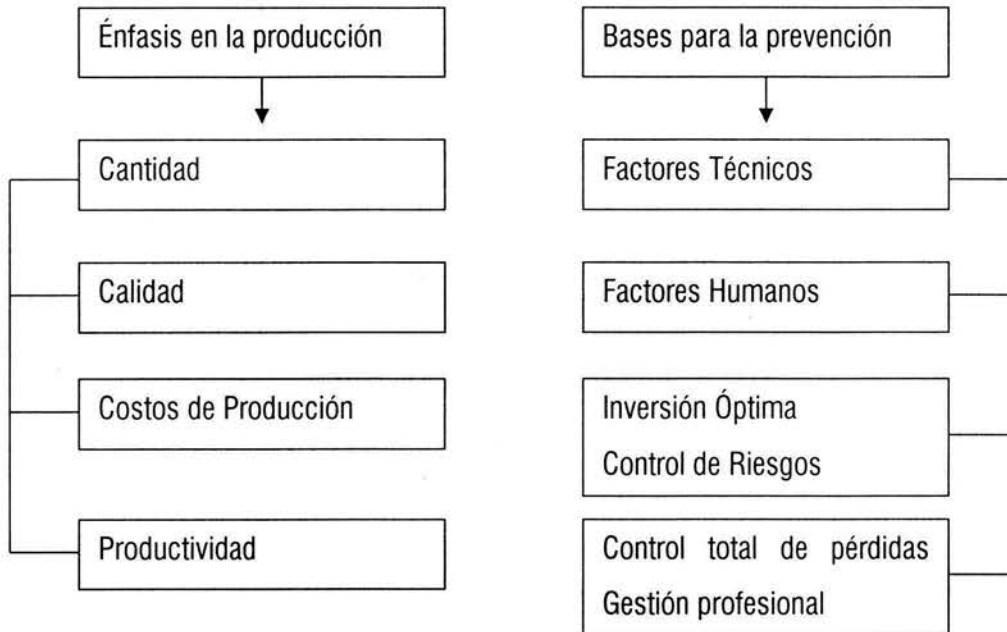 Énfasis en la producción
Cantidad
Calidad
Costos de Producción
Productividad
Bases para la prevención
Factores Técnicos
Factores Humanos
Inversión Óptima
Control de Riesgos
Control total de pérdidas
Gestión profesional